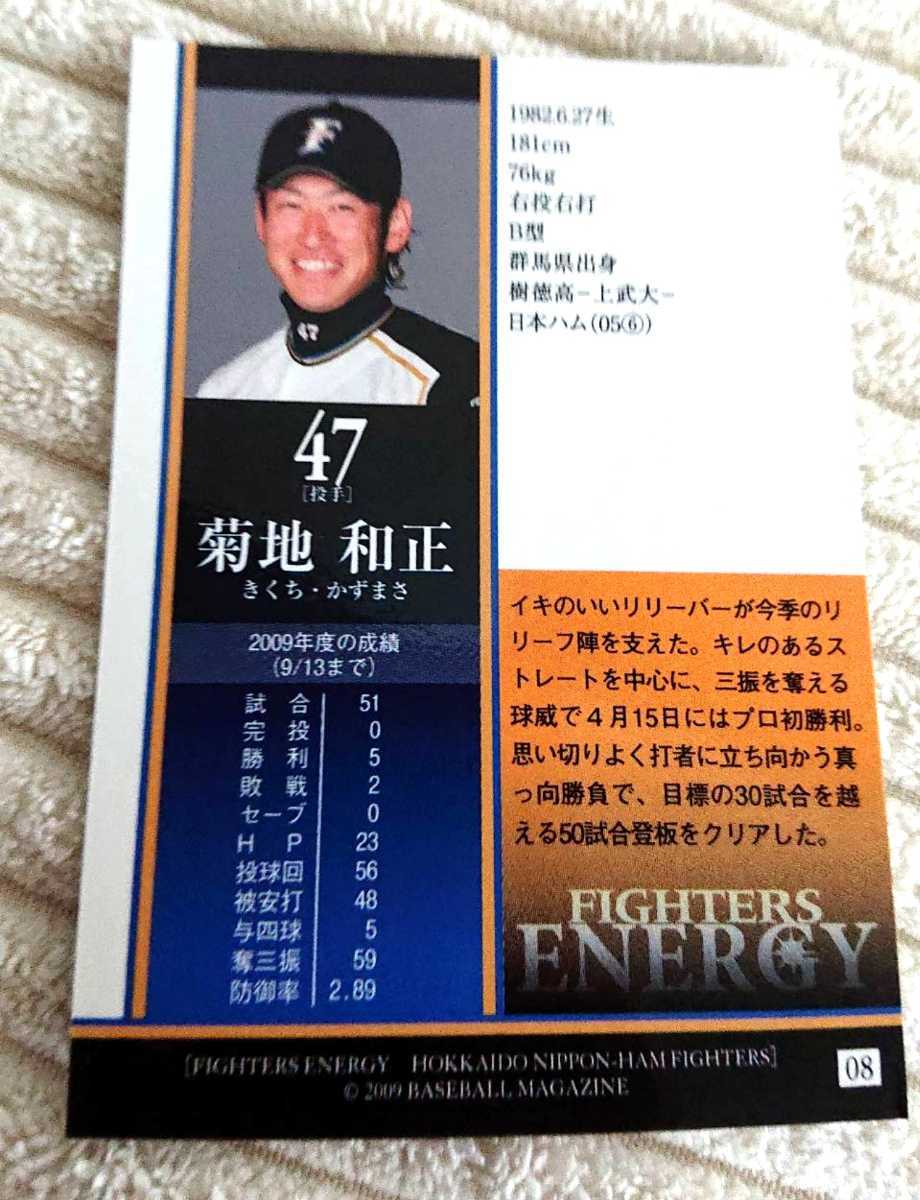 F
47
47
[投手]
菊地 和正
きくち・かずまさ
2009年度の成績
(9/13まで)
試合 51
完投 0
勝利 5
敗戦 2
セーブ 0
H P 23
投球回 56
被安打 48
与四球 5
奪三振 59
防御率 2.89
1982.6.27生
181cm
76kg
右投右打
B型
群馬県出身
樹徳高-上武大-
日本ハム(05⑥)
イキのいいリリーバーが今季のリ
リーフ陣を支えた。キレのあるス
トレートを中心に、三振を奪える
球威で4月15日にはプロ初勝利。
思い切りよく打者に立ち向かう真
っ向勝負で、目標の30試合を越
える50試合登板をクリアした。
FIGHTERS
ENERGY
[FIGHTERS ENERGY HOKKAIDO NIPPON-HAM FIGHTERS]
© 2009 BASEBALL MAGAZINE
08